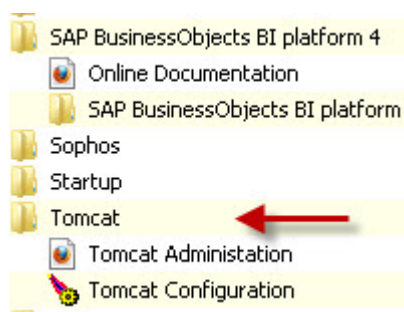 SAP BusinessObjects BI platform 4
Online Documentation
SAP BusinessObjects BI platform
Sophos
Startup
Tomcat
Tomcat Administation
Tomcat Configuration